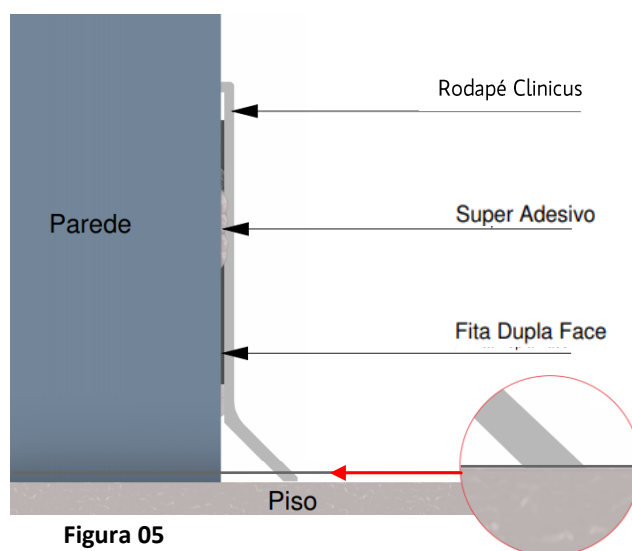 Rodapé Clinicus
Parede
Super Adesivo
Fita Dupla Face
Piso
Figura 05